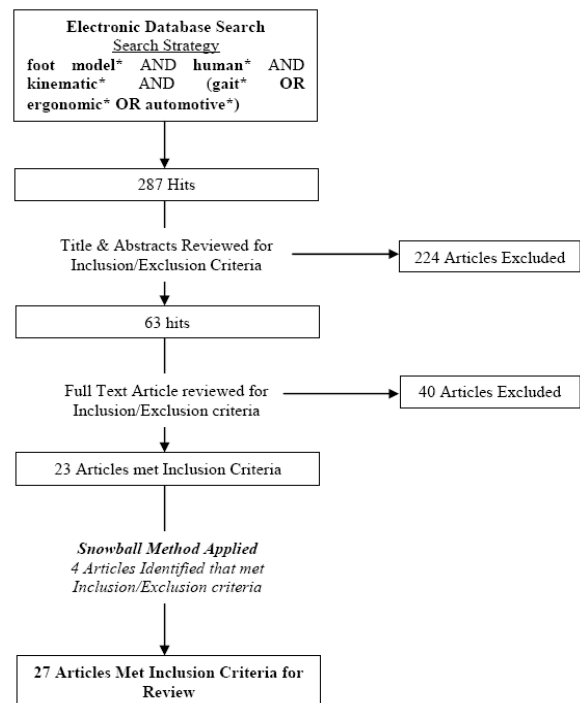 Electronic Database Search
Search Strategy
foot model* AND human* AND
kinematic* AND (gait* OR
ergonomic* OR automotive*)
287 Hits
Title & Abstracts Reviewed for
Inclusion/Exclusion Criteria
224 Articles Excluded
63 hits
Full Text Article reviewed for
Inclusion/Exclusion criteria
40 Articles Excluded
23 Articles met Inclusion Criteria
Snowball Method Applied
4 Articles Identified that met
Inclusion/Exclusion criteria
27 Articles Met Inclusion Criteria for
Review